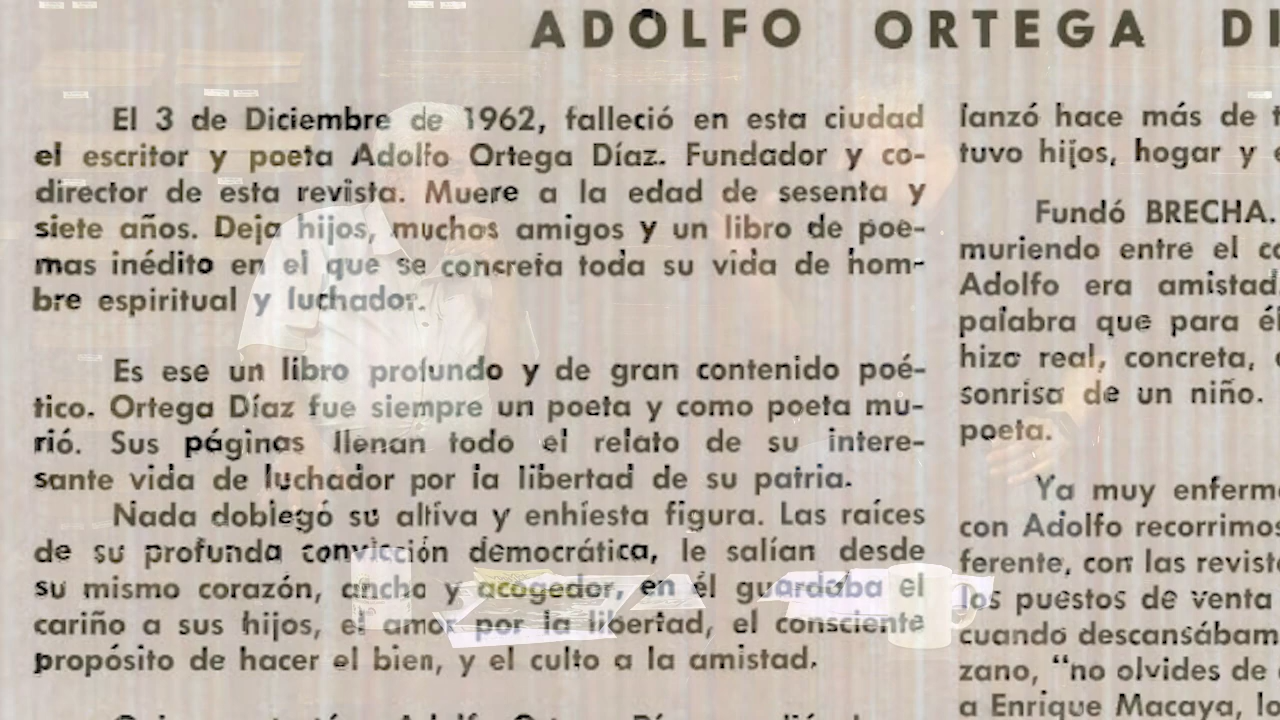 ADOLFO ORTEGA
El 3 de Diciembre de 1962, falleció en esta ciudad
el escritor y poeta Adolfo Ortega Díaz. Fundador y co-
director de esta revista. Muere a la edad de sesenta y
siete años. Deja hijos, muchos amigos y un libro de poe-
mas inédito en el que se concreta toda su vida de hom-
bre espiritual y luchador.
Es ese un libro profundo y de gran contenido poé-
tico. Ortega Díaz fue siempre un poeta y como poeta mu-
rió. Sus páginas llenan todo el relato de su intere-
sante vida de luchador por la libertad de su patria.
Nada doblegó su altiva y enhiesta figura. Las raíces
de su profunda convicción democrática, le salían desde
su mismo corazón, ancho y acogedor, en él guardaba el
cariño a sus hijos, el amor por la libertad, el consciente
propósito de hacer el bien, y el culto a la amistad.
lanzó hace más de
tuvo hijos, hogar y
Fundó BRECHA.
muriendo entre el
Adolfo era amistad
palabra que para él
hizo real, concreta,
sonrisa de un niño.
poeta.
Ya muy enfermo
con Adolfo recorrimos
ferente, con las
los puestos de venta
cuando
zano, "no olvides de
a Enrique Macaya,